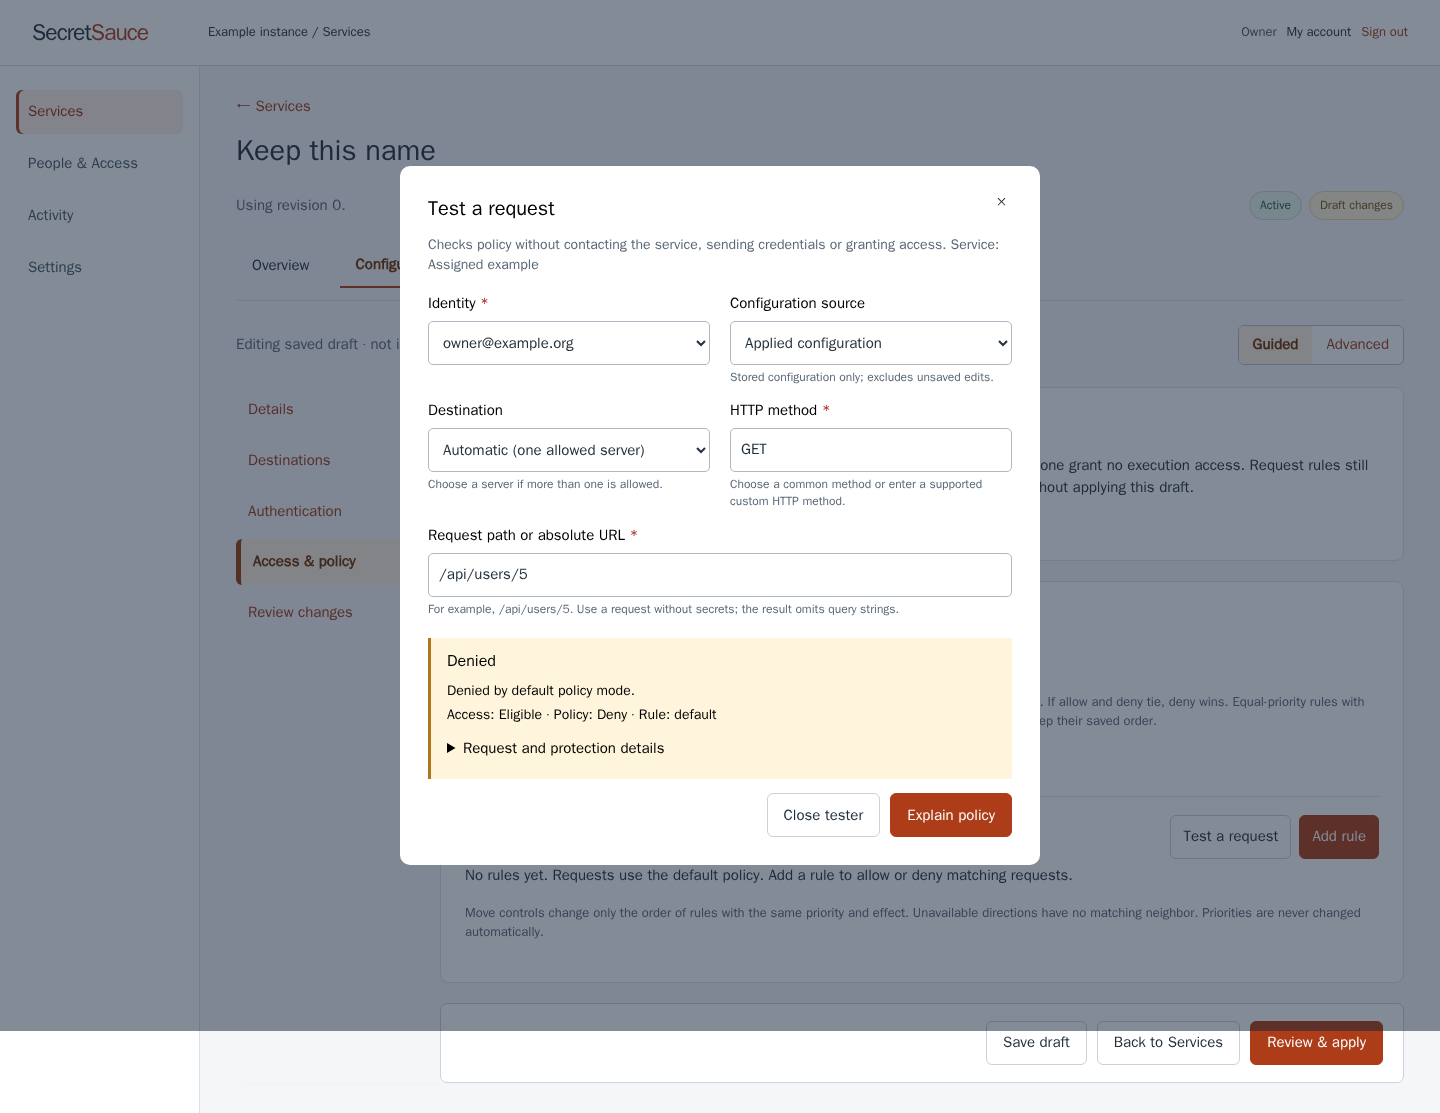 SecretSauce
Example instance / Services
Owner My account Sign out
Services
People & Access
Activity
Settings
← Services
Keep this name
Using revision 0.
Active
Draft changes
Overview
Configu
Editing saved draft · not i
Guided
Advanced
Details
Destinations
Authentication
Access & policy
Review changes
one grant no execution access. Request rules still
hout applying this draft.
. If allow and deny tie, deny wins. Equal-priority rules with
ep their saved order.
Test a request
Add rule
No rules yet. Requests use the default policy. Add a rule to allow or deny matching requests.
Move controls change only the order of rules with the same priority and effect. Unavailable directions have no matching neighbor. Priorities are never changed
automatically.
Save draft
Back to Services
Review & apply
Test a request
×
Checks policy without contacting the service, sending credentials or granting access. Service:
Assigned example
Identity *
owner@example.org
Configuration source
Applied configuration
Stored configuration only; excludes unsaved edits.
Destination
Automatic (one allowed server)
Choose a server if more than one is allowed.
HTTP method *
GET
Choose a common method or enter a supported
custom HTTP method.
Request path or absolute URL *
/api/users/5
For example, /api/users/5. Use a request without secrets; the result omits query strings.
Denied
Denied by default policy mode.
Access: Eligible · Policy: Deny · Rule: default
▶ Request and protection details
Close tester
Explain policy